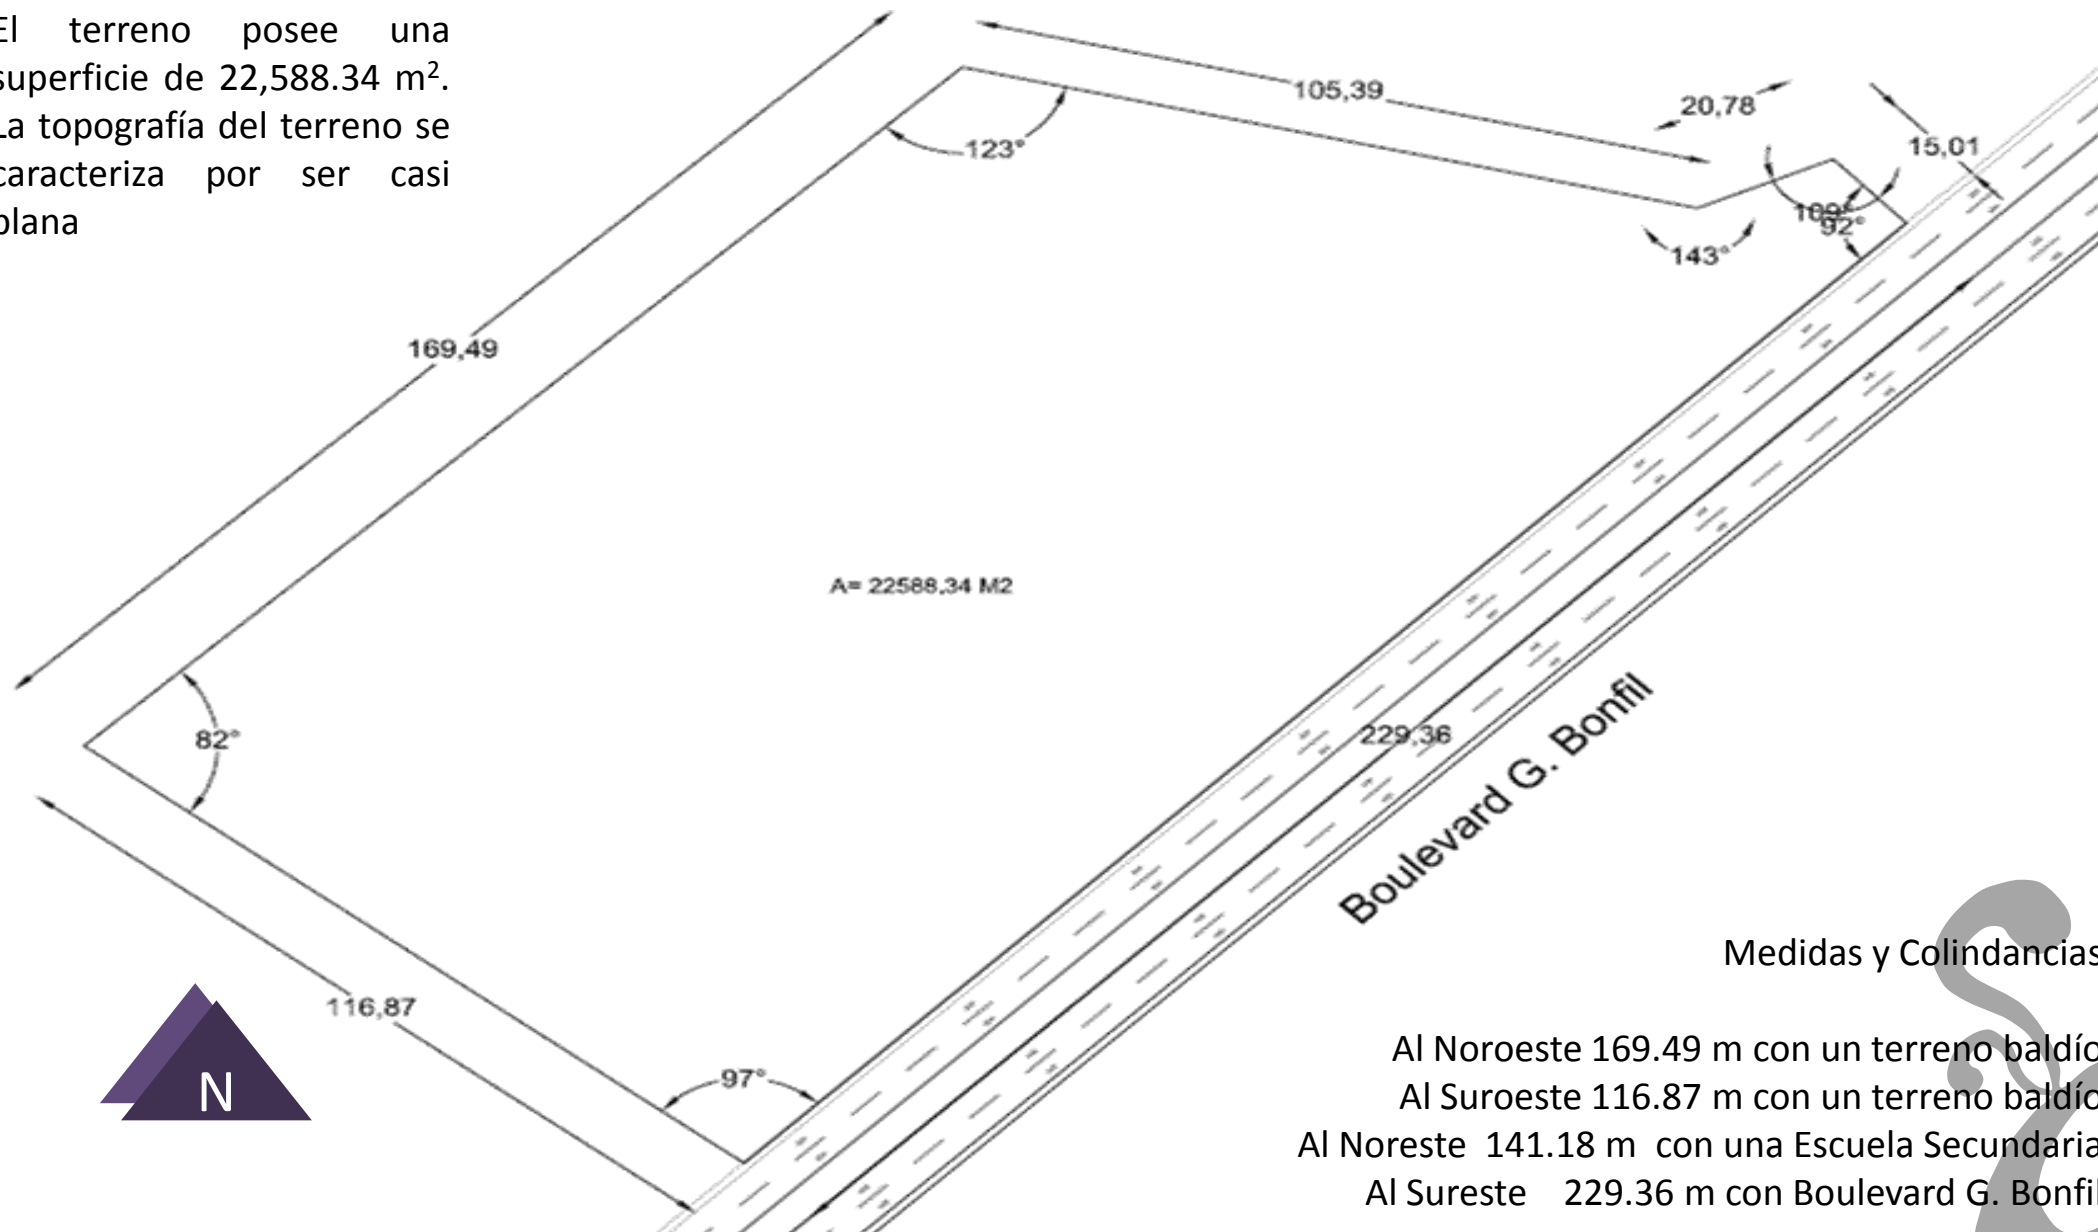 El terreno posee una
superficie de 22,588.34 m².
La topografía del terreno se
caracteriza por ser casi
plana
105,39
20,78
15,01
123°
109°
92°
143°
169,49
82°
A= 22588,34 M2
229,36
Boulevard G. Bonfil
116,87
97°
N
Medidas y Colindancias
Al Noroeste 169.49 m con un terreno baldío
Al Suroeste 116.87 m con un terreno baldío
Al Noreste 141.18 m con una Escuela Secundaria
Al Sureste 229.36 m con Boulevard G. Bonfil